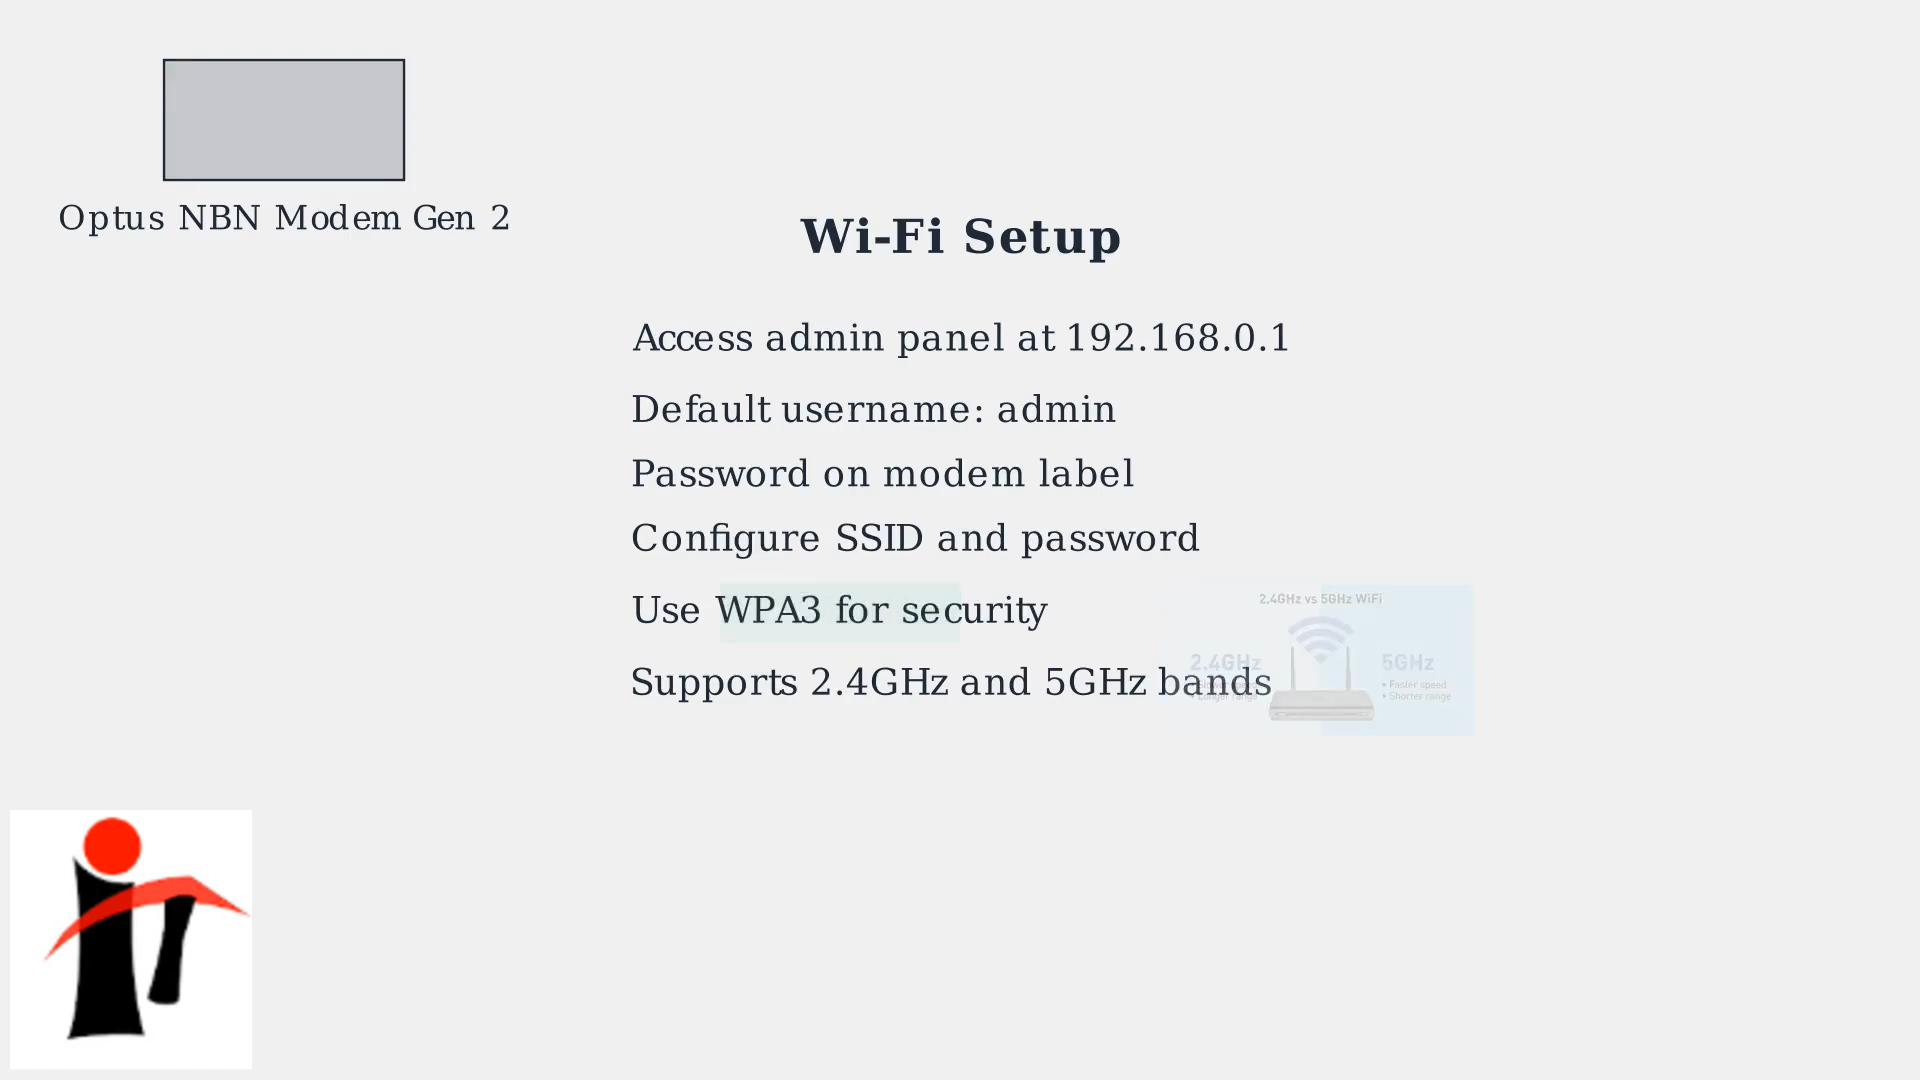 Optus NBN Modem Gen 2
Wi-Fi Setup
Access admin panel at 192.168.0.1
Default username: admin
Password on modem label
Configure SSID and password
Use WPA3 for security
Supports 2.4GHz and 5GHz bands
2.4GHz vs 5GHz WiFi
2.4GHz
• Longer range
5GHz
• Faster speed
• Shorter range